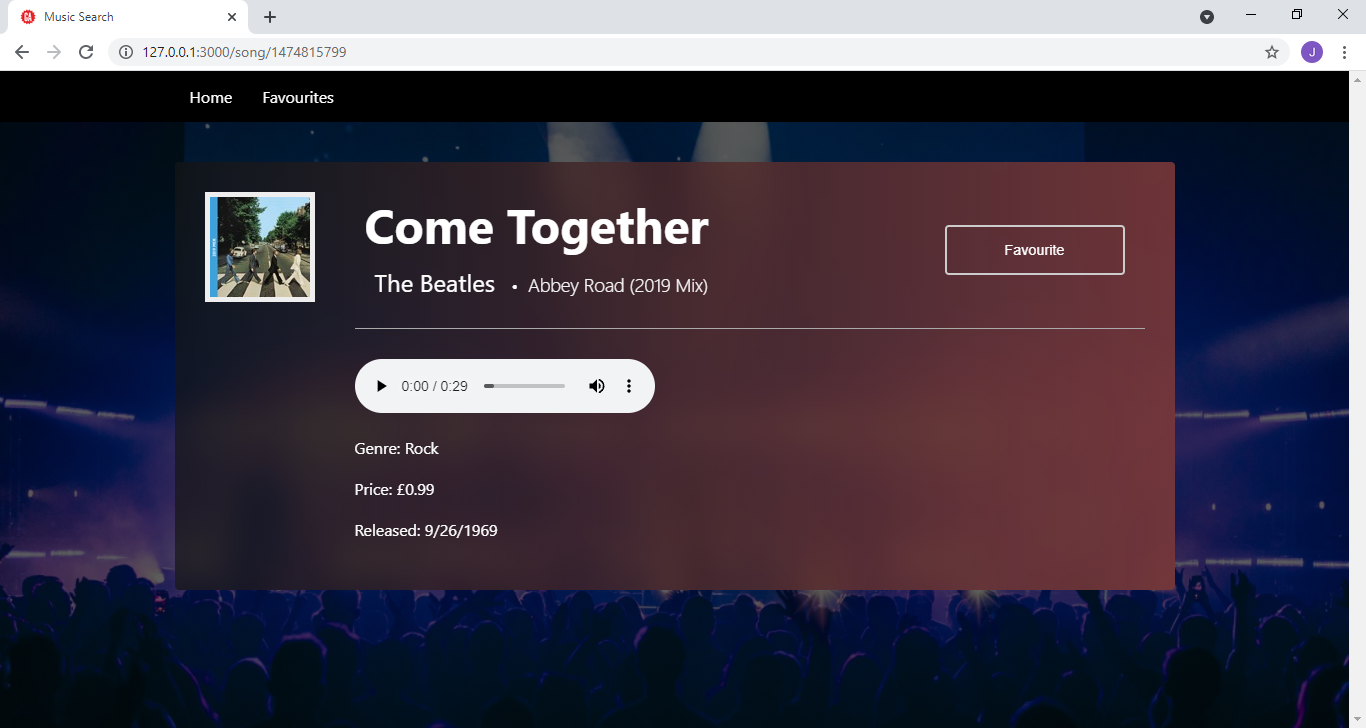 GA Music Search
127.0.0.1:3000/song/1474815799
J
Home Favourites
Come Together
Favourite
The Beatles • Abbey Road (2019 Mix)
0:00 / 0:29
Genre: Rock
Price: £0.99
Released: 9/26/1969